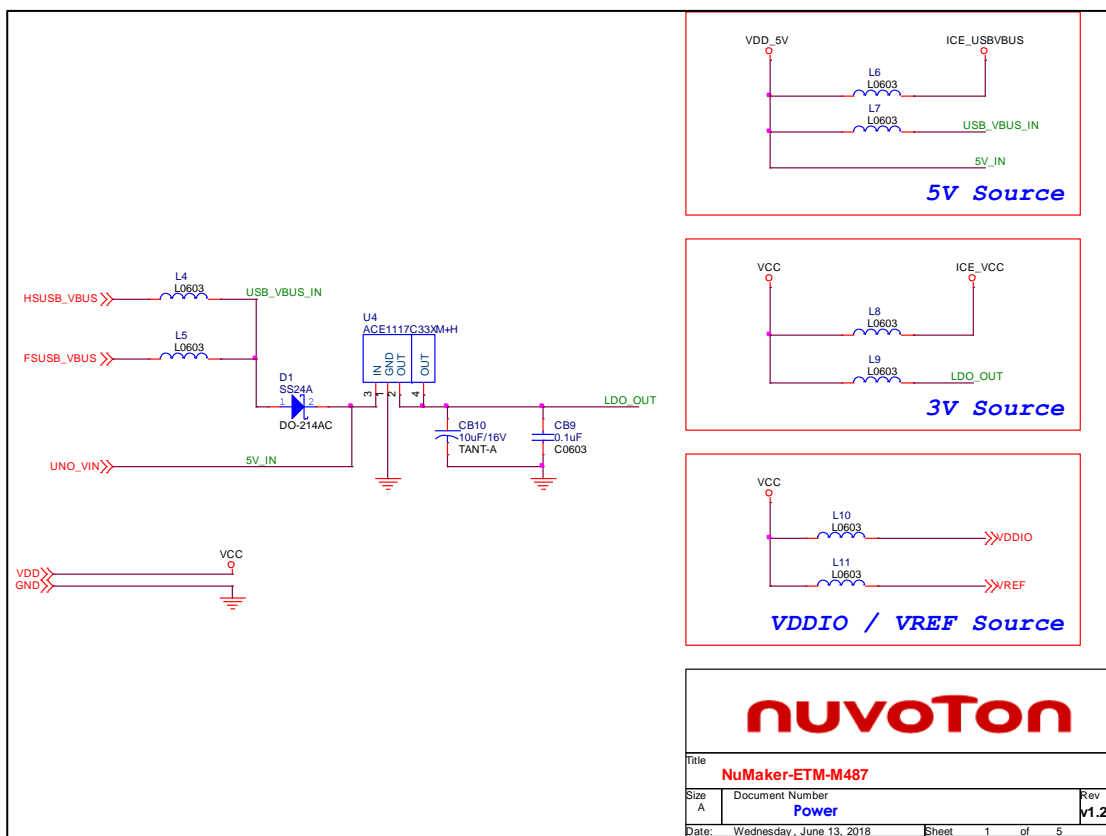 VDD_5V
ICE_USBVBUS
L6
L0603
L7
L0603
USB_VBUS_IN
5V_IN
5V Source
VCC
ICE_VCC
L8
L0603
L9
L0603
LDO_OUT
3V Source
VCC
L10
L0603
VDDIO
L11
L0603
VREF
VDDIO / VREF Source
HSUSB_VBUS
L4
L0603
USB_VBUS_IN
FSUSB_VBUS
L5
L0603
U4
ACE1117C33XM+H
IN
GND
OUT
OUT
3
1
2
4
D1
SS24A
1
2
DO-214AC
LDO_OUT
CB10
10uF/16V
TANT-A
CB9
0.1uF
C0603
UNO_VIN
5V_IN
VCC
VDD
GND
nuvoTon
Title
NuMaker-ETM-M487
Size
A
Document Number
Power
Rev
v1.2
Date:
Wednesday, June 13, 2018
Sheet
1 of 5